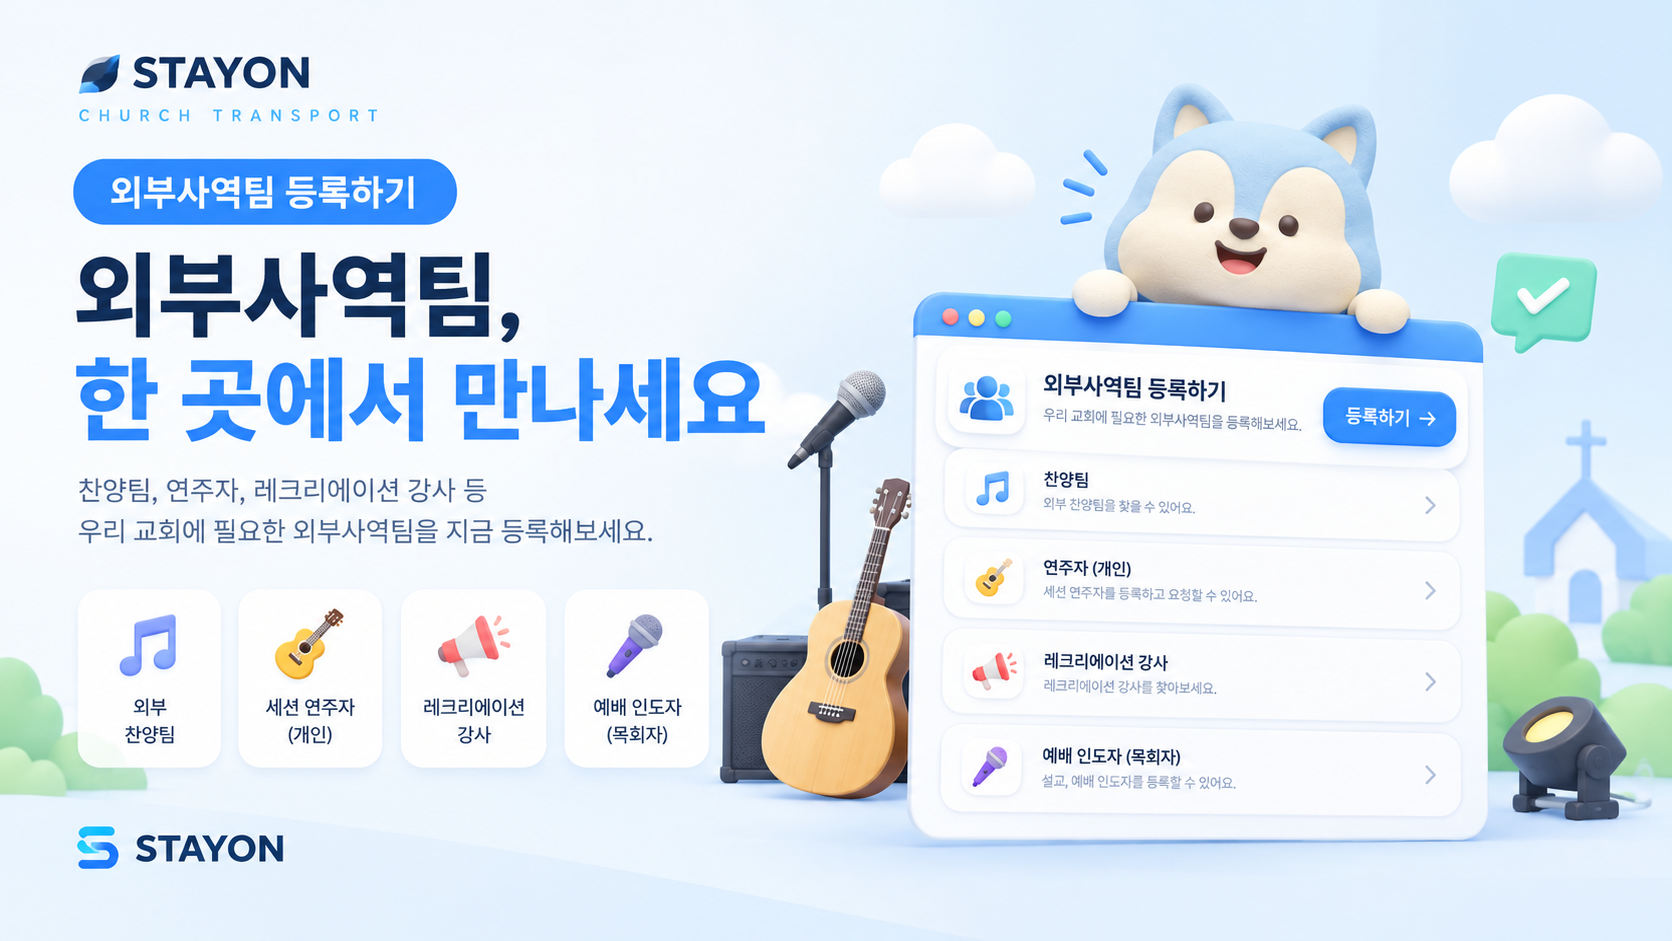 STAYON
CHURCH TRANSPORT
외부사역팀 등록하기
외부사역팀,
한 곳에서 만나세요
찬양팀, 연주자, 레크리에이션 강사 등
우리 교회에 필요한 외부사역팀을 지금 등록해보세요.
외부
찬양팀
세션 연주자
(개인)
레크리에이션
강사
예배 인도자
(목회자)
STAYON
외부사역팀 등록하기
우리 교회에 필요한 외부사역팀을 등록해보세요.
등록하기 →
찬양팀
외부 찬양팀을 찾을 수 있어요.
연주자 (개인)
세션 연주자를 등록하고 요청할 수 있어요.
레크리에이션 강사
레크리에이션 강사를 찾아보세요.
예배 인도자 (목회자)
설교, 예배 인도자를 등록할 수 있어요.